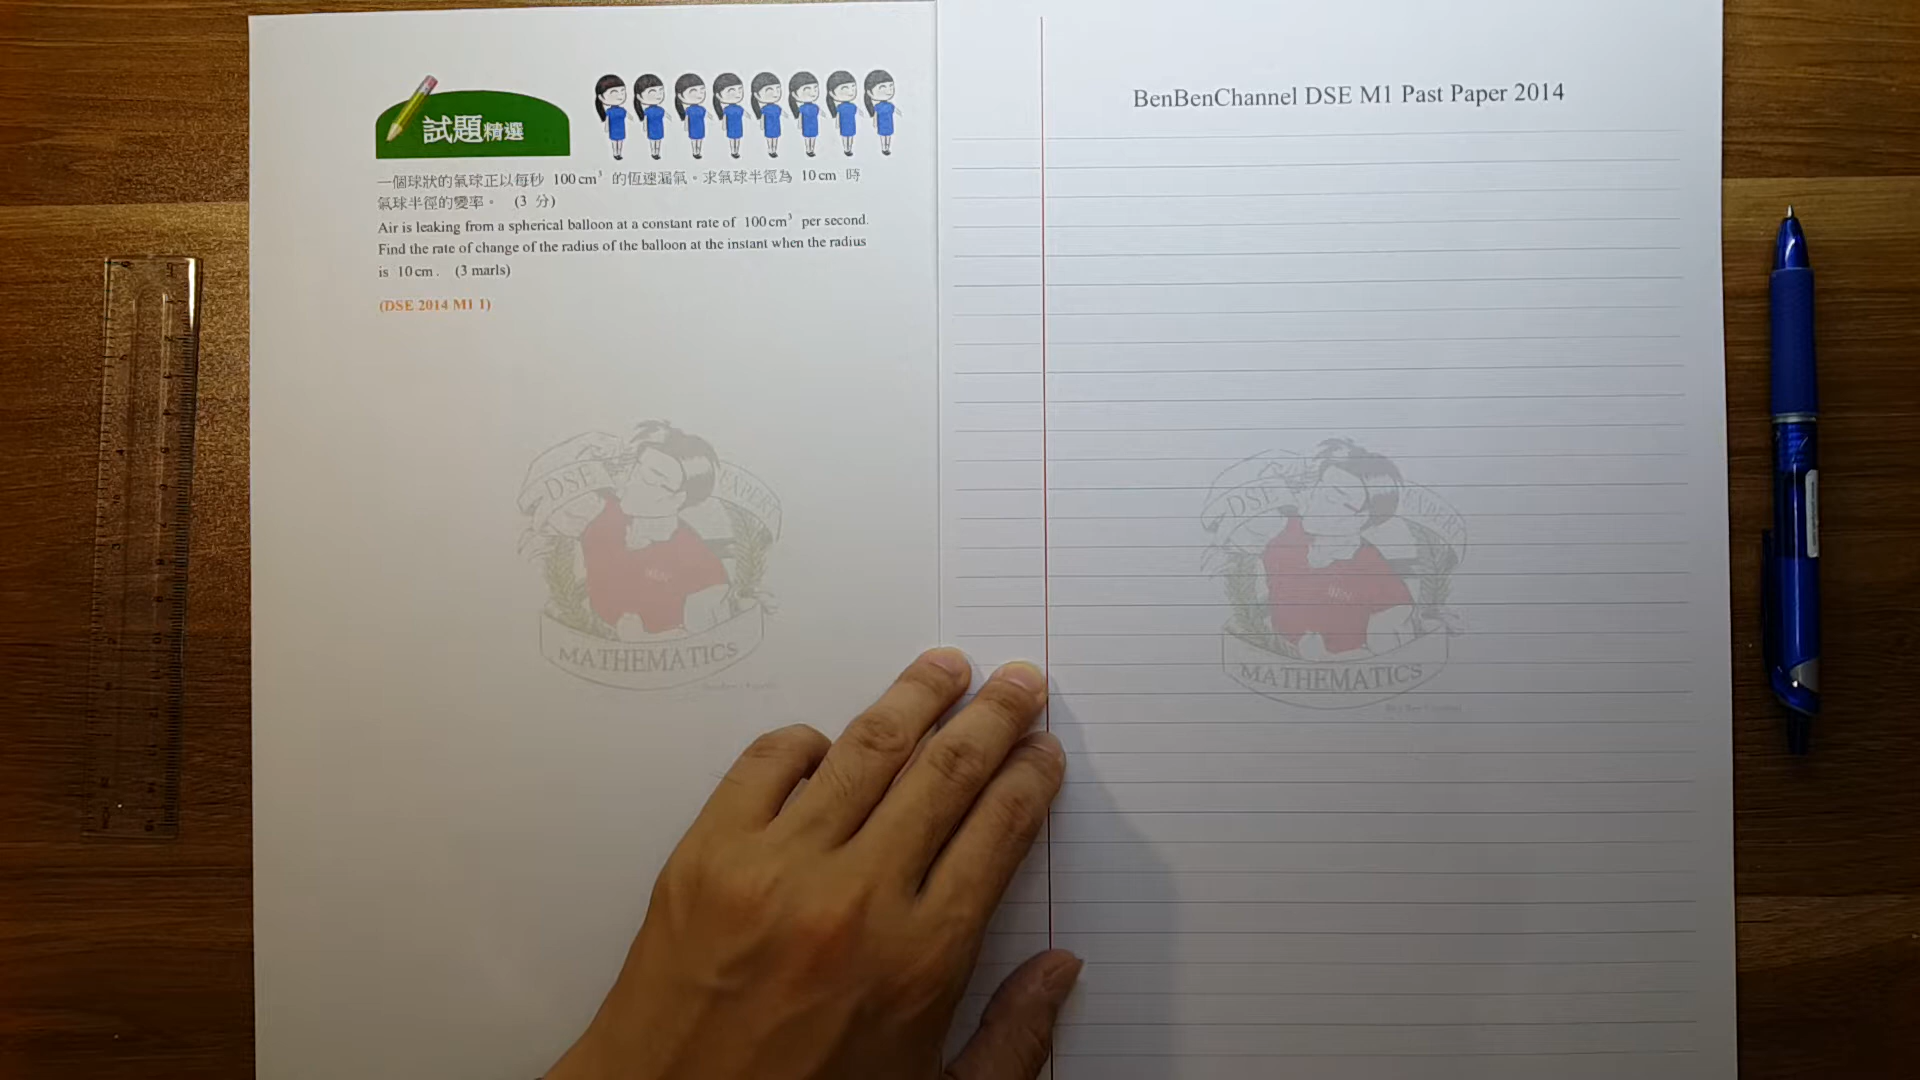 試題精選
一個球狀的氣球正以每秒 100 cm³ 的恆速漏氣。求氣球半徑為 10 cm 時
氣球半徑的變率。 (3 分)
Air is leaking from a spherical balloon at a constant rate of 100 cm³ per second.
Find the rate of change of the radius of the balloon at the instant when the radius
is 10 cm. (3 marls)
(DSE 2014 M1 1)
DSE EXPERT
MATHEMATICS
BenBenChannel DSE M1 Past Paper 2014
DSE EXPERT
MATHEMATICS